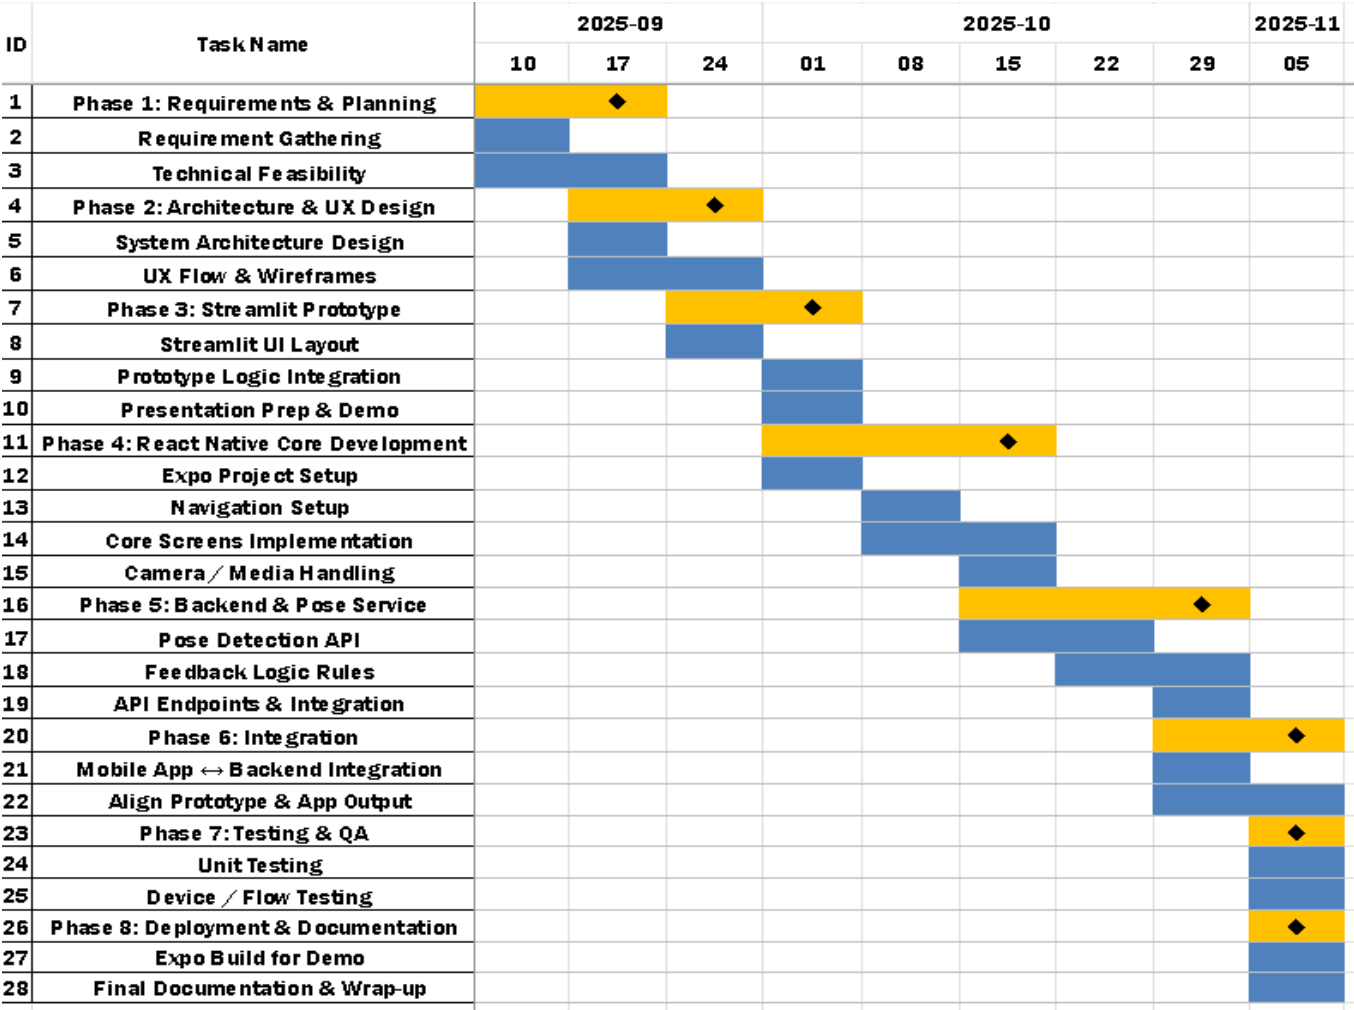 ID Task Name 2025-09 2025-10 2025-11
10 17 24 01 08 15 22 29 05
1 Phase 1: Requirements & Planning
2 Requirement Gathering
3 Technical Feasibility
4 Phase 2: Architecture & UX Design
5 System Architecture Design
6 UX Flow & Wireframes
7 Phase 3: Streamlit Prototype
8 Streamlit UI Layout
9 Prototype Logic Integration
10 Presentation Prep & Demo
11 Phase 4: React Native Core Development
12 Expo Project Setup
13 Navigation Setup
14 Core Screens Implementation
15 Camera / Media Handling
16 Phase 5: Backend & Pose Service
17 Pose Detection API
18 Feedback Logic Rules
19 API Endpoints & Integration
20 Phase 6: Integration
21 Mobile App ↔ Backend Integration
22 Align Prototype & App Output
23 Phase 7: Testing & QA
24 Unit Testing
25 Device / Flow Testing
26 Phase 8: Deployment & Documentation
27 Expo Build for Demo
28 Final Documentation & Wrap-up